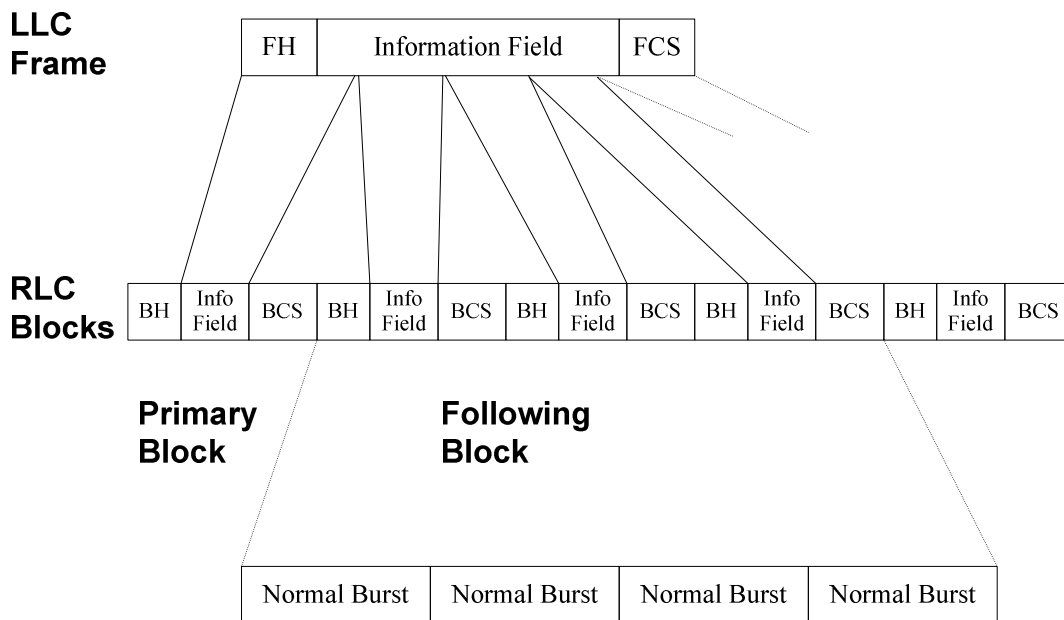 LLC
Frame
FH Information Field FCS
RLC
Blocks
BH Info Field BCS BH Info Field BCS BH Info Field BCS BH Info Field BCS BH Info Field BCS
Primary
Block
Following
Block
Normal Burst Normal Burst Normal Burst Normal Burst